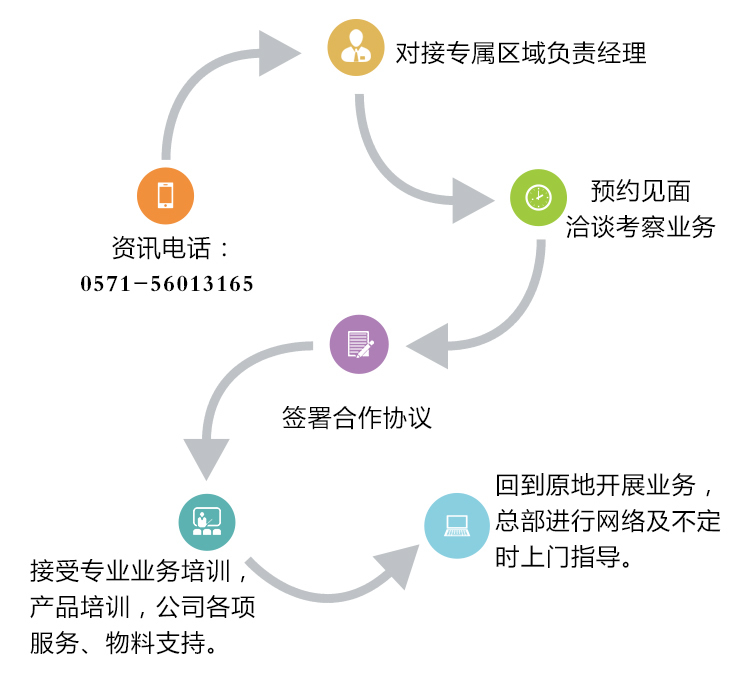 对接专属区域负责经理
资讯电话：
0571-56013165
预约见面
洽谈考察业务
签署合作协议
接受专业业务培训，
产品培训，公司各项
服务、物料支持。
回到原地开展业务，
总部进行网络及不定
时上门指导。